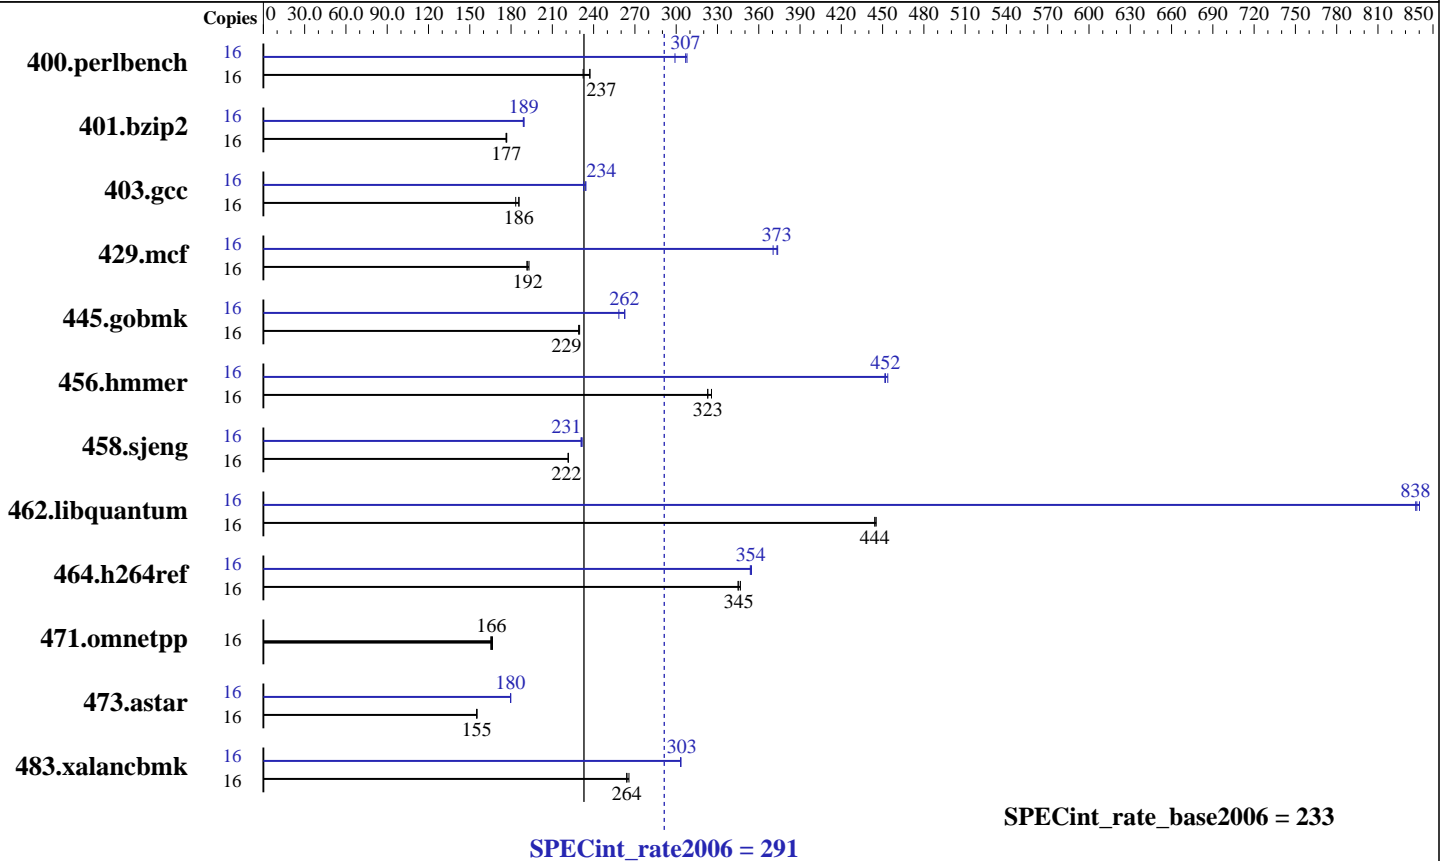 Copies 0 30.0 60.0 90.0 120 150 180 210 240 270 300 330 360 390 420 450 480 510 540 570 600 630 660 690 720 750 780 810 850
400.perlbench 16 307
16 237
401.bzip2 16 189
16 177
403.gcc 16 234
16 186
429.mcf 16 373
16 192
445.gobmk 16 262
16 229
456.hmmer 16 452
16 323
458.sjeng 16 231
16 222
462.libquantum 16 838
16 444
464.h264ref 16 354
16 345
471.omnetpp 16 166
473.astar 16 180
16 155
483.xalancbmk 16 303
16 264
SPECint_rate_base2006 = 233
SPECint_rate2006 = 291